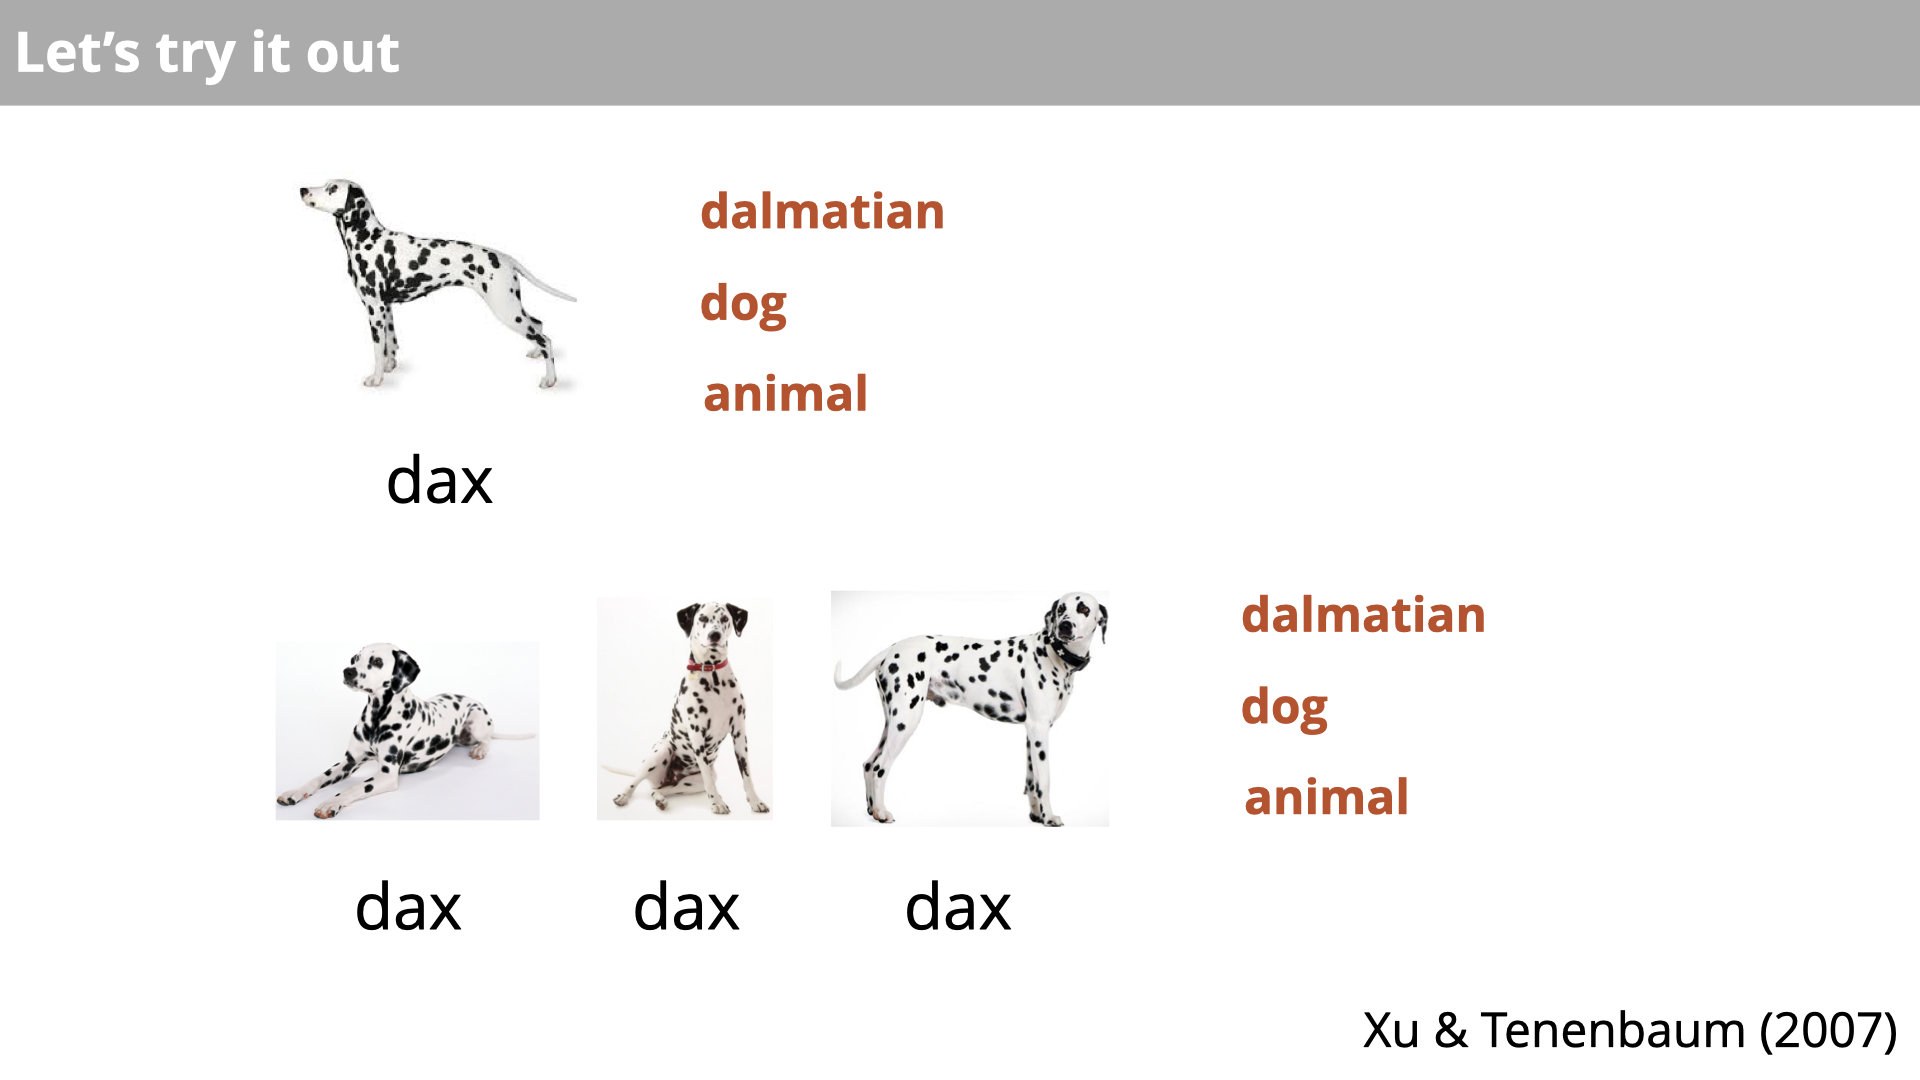 Let’s try it out
dalmatian
dog
animal
dax
dalmatian
dog
animal
dax dax dax
Xu & Tenenbaum (2007)